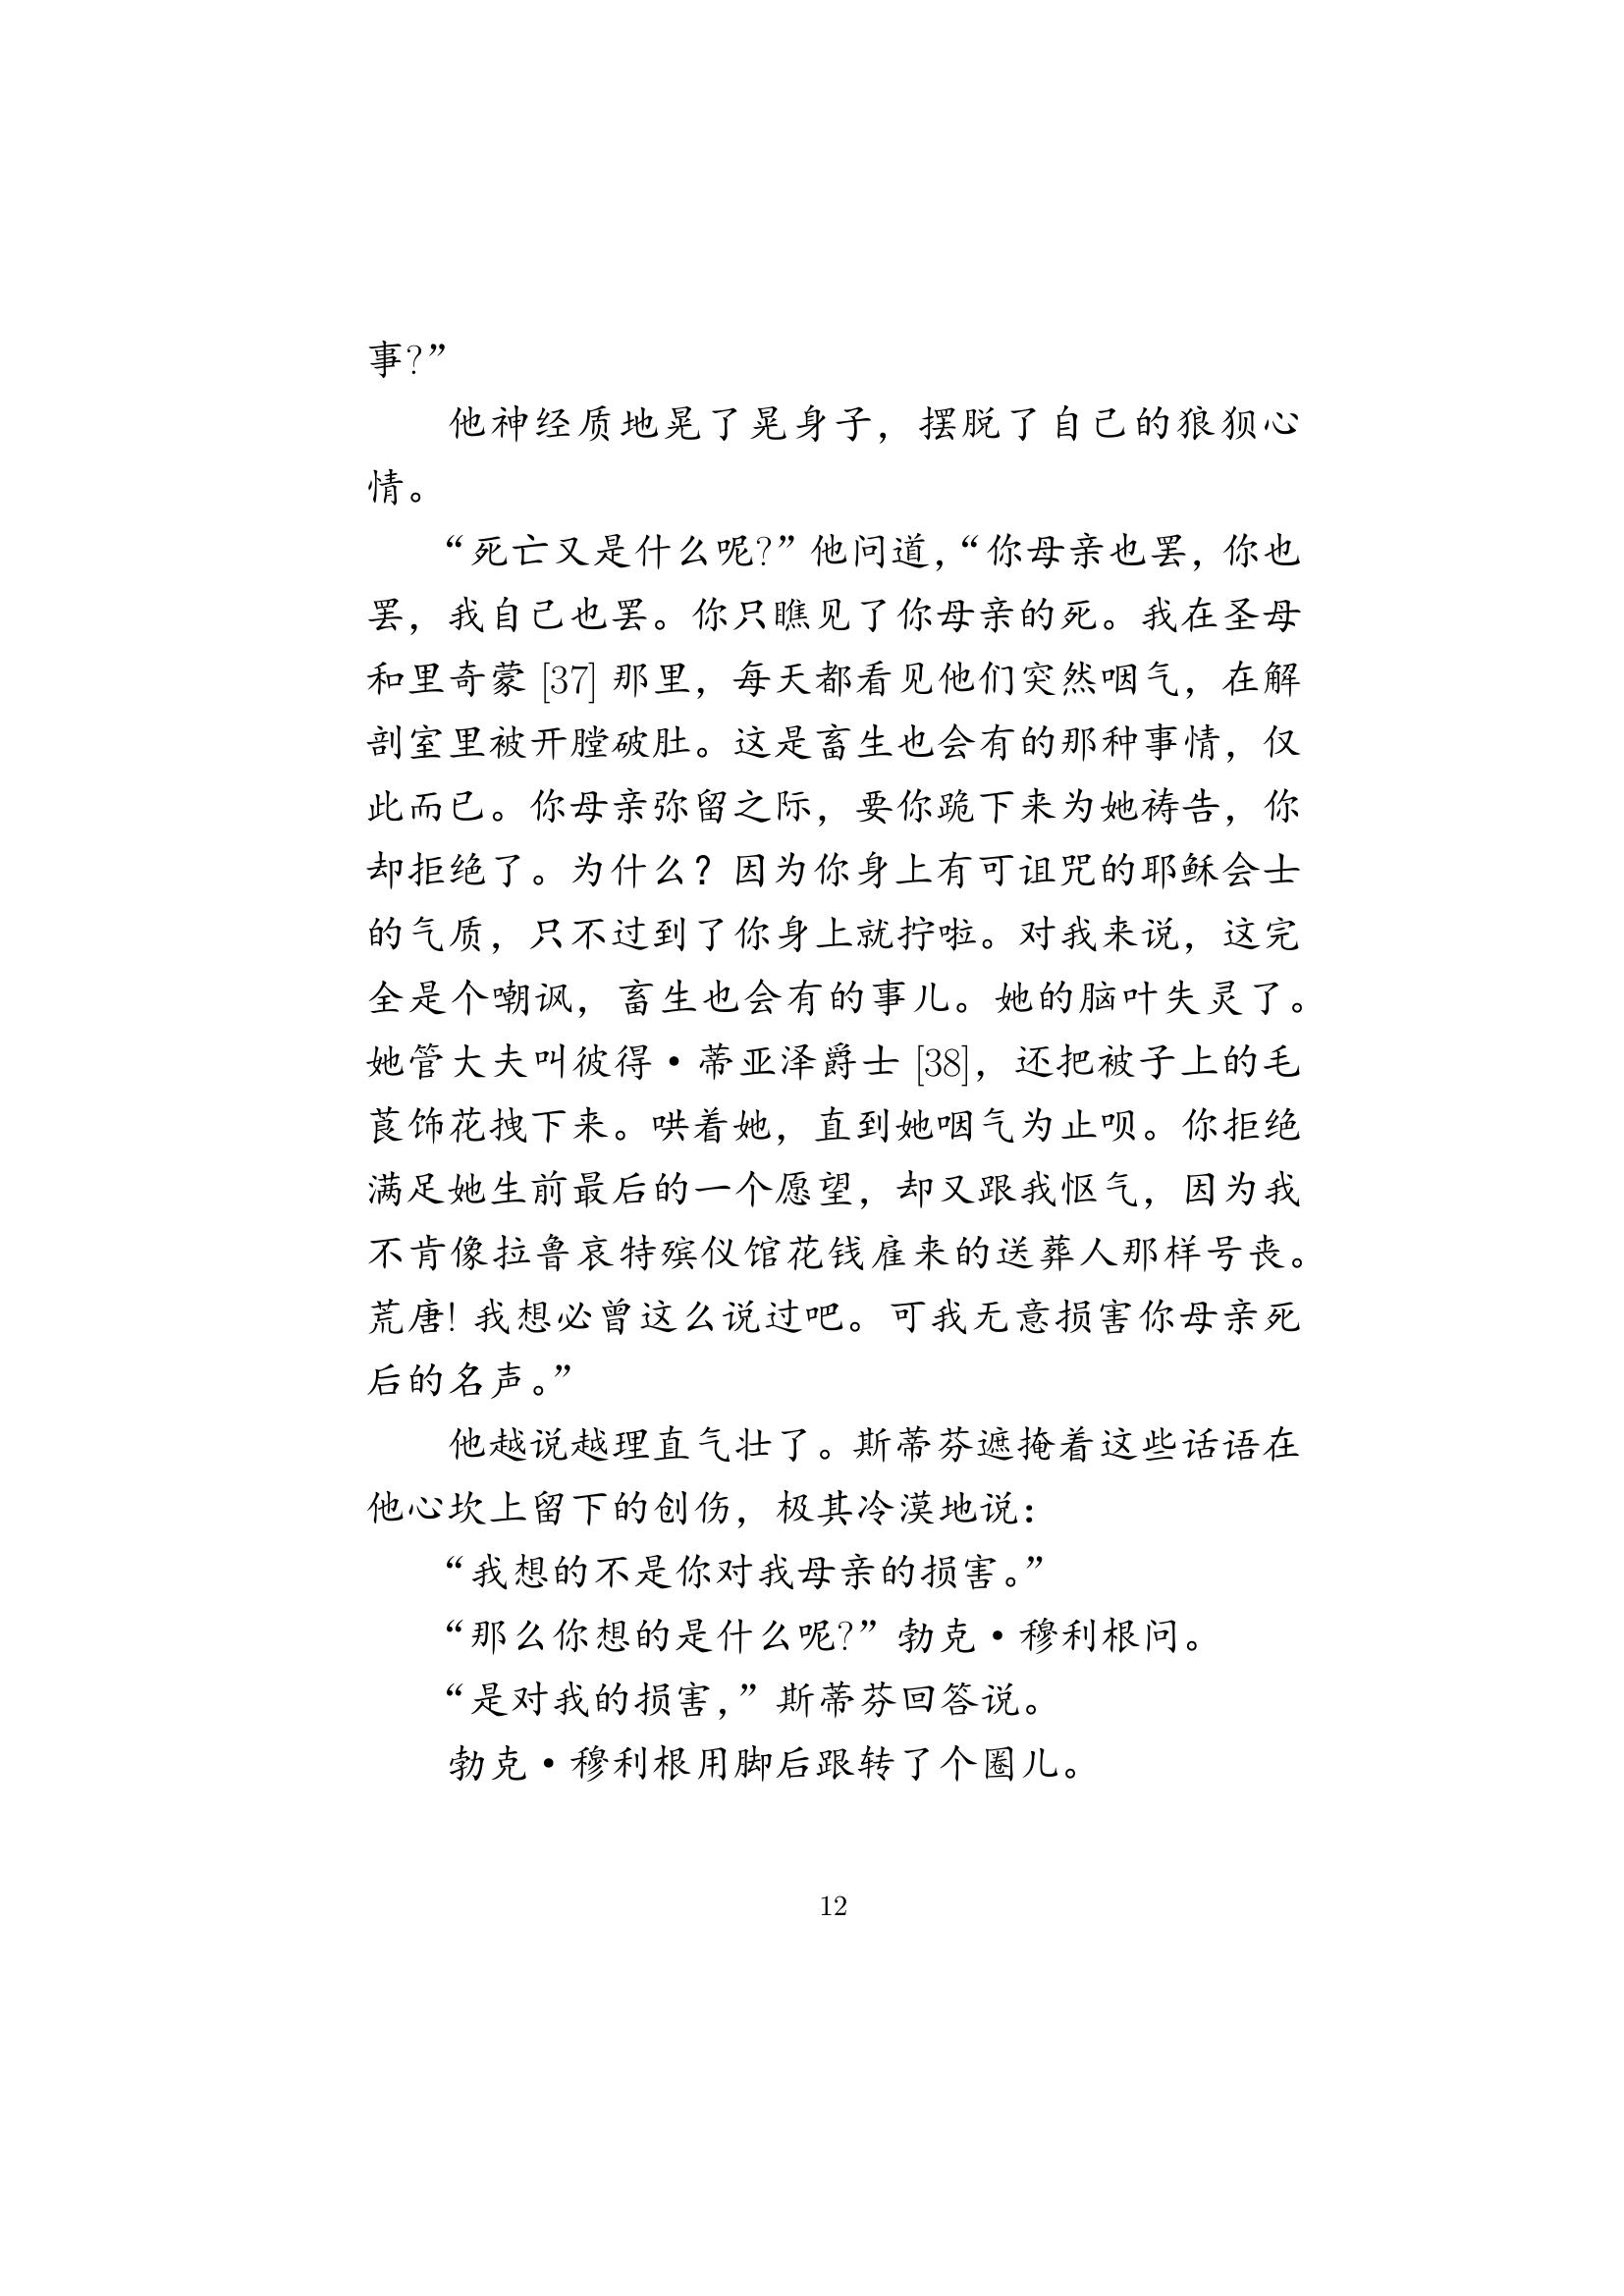 事?”
他神经质地晃了晃身子，摆脱了自己的狼狈心
情。
“死亡又是什么呢?”他问道，“你母亲也罢，你也
罢，我自己也罢。你只瞧见了你母亲的死。我在圣母
和里奇蒙 [37] 那里，每天都看见他们突然咽气，在解
剖室里被开膛破肚。这是畜生也会有的那种事情，仅
此而已。你母亲弥留之际，要你跪下来为她祷告，你
却拒绝了。为什么？因为你身上有可诅咒的耶稣会士
的气质，只不过到了你身上就拧啦。对我来说，这完
全是个嘲讽，畜生也会有的事儿。她的脑叶失灵了。
她管大夫叫彼得·蒂亚泽爵士 [38]，还把被子上的毛
茛饰花拽下来。哄着她，直到她咽气为止呗。你拒绝
满足她生前最后的一个愿望，却又跟我怄气，因为我
不肯像拉鲁哀特殡仪馆花钱雇来的送葬人那样号丧。
荒唐! 我想必曾这么说过吧。可我无意损害你母亲死
后的名声。”
他越说越理直气壮了。斯蒂芬遮掩着这些话语在
他心坎上留下的创伤，极其冷漠地说：
“我想的不是你对我母亲的损害。”
“那么你想的是什么呢?”勃克·穆利根问。
“是对我的损害，”斯蒂芬回答说。
勃克·穆利根用脚后跟转了个圈儿。
12